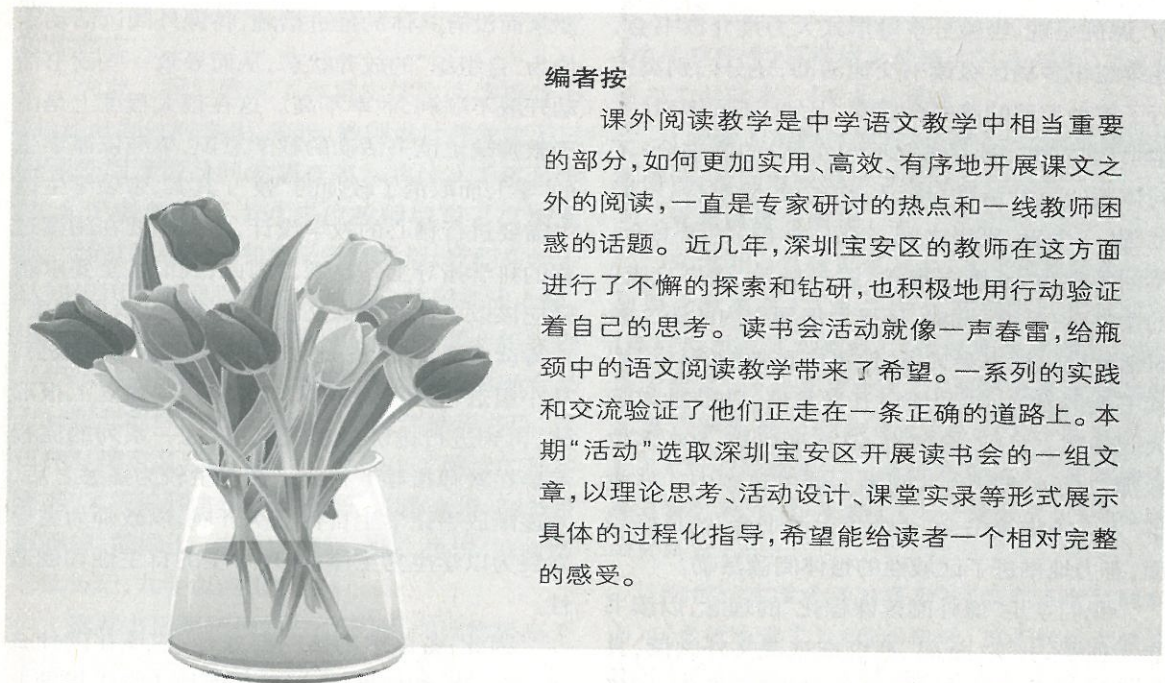 编者按
课外阅读教学是中学语文教学中相当重要
的部分,如何更加实用、高效、有序地开展课文之
外的阅读,一直是专家研讨的热点和一线教师困
惑的话题。近几年,深圳宝安区的教师在这方面
进行了不懈的探索和钻研,也积极地用行动验证
着自己的思考。读书会活动就像一声春雷,给瓶
颈中的语文阅读教学带来了希望。一系列的实践
和交流验证了他们正走在一条正确的道路上。本
期“活动”选取深圳宝安区开展读书会的一组文
章,以理论思考、活动设计、课堂实录等形式展示
具体的过程化指导,希望能给读者一个相对完整
的感受。